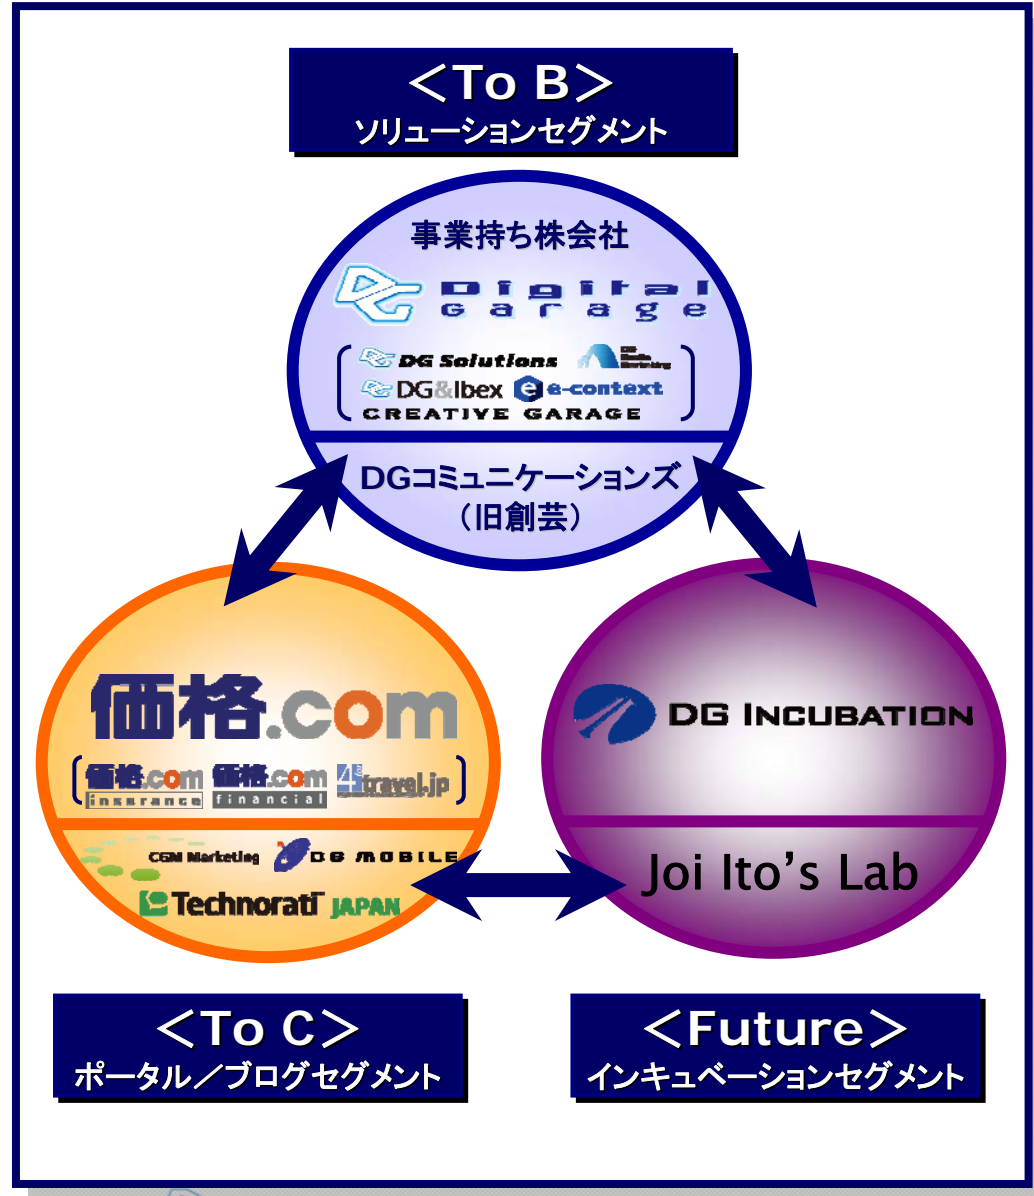 <To B>
ソリューションセグメント
事業持ち株会社
Digital
Garage
DG Solutions
DG&Ibex e-context
CREATIVE GARAGE
DGコミュニケーションズ
（旧創芸）
価格.com
価格.com 価格.com 4travel.jp
insurance financial
CGM Marketing DG MOBILE
Technorati JAPAN
DG INCUBATION
Joi Ito's Lab
<To C>
ポータル／ブログセグメント
<Future>
インキュベーションセグメント